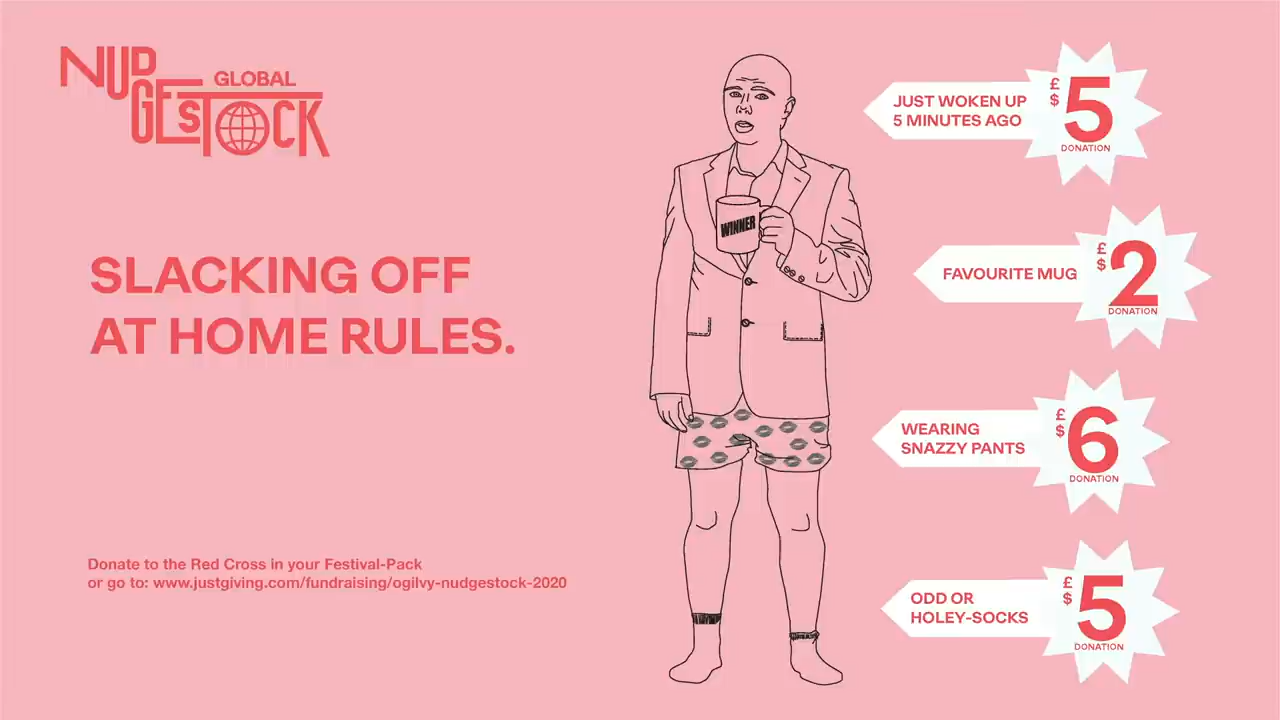 NUDGESTOCK
GLOBAL
SLACKING OFF
AT HOME RULES.
Donate to the Red Cross in your Festival-Pack
or go to: www.justgiving.com/fundraising/ogilvy-nudgestock-2020
WINNER
JUST WOKEN UP
5 MINUTES AGO
£
$
5
DONATION
FAVOURITE MUG
£
$
2
DONATION
WEARING
SNAZZY PANTS
£
$
6
DONATION
ODD OR
HOLEY-SOCKS
£
$
5
DONATION